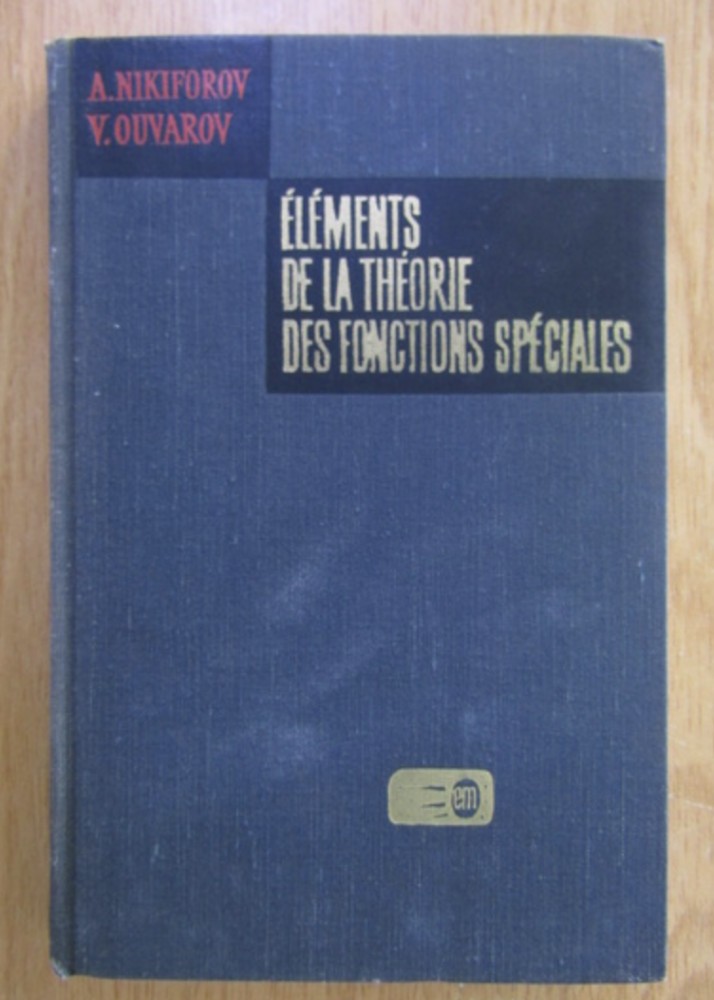 A.NIKIFOROV
V.OUVAROV
ÉLÉMENTS
DE LA THÉORIE
DES FONCTIONS SPÉCIALES
em